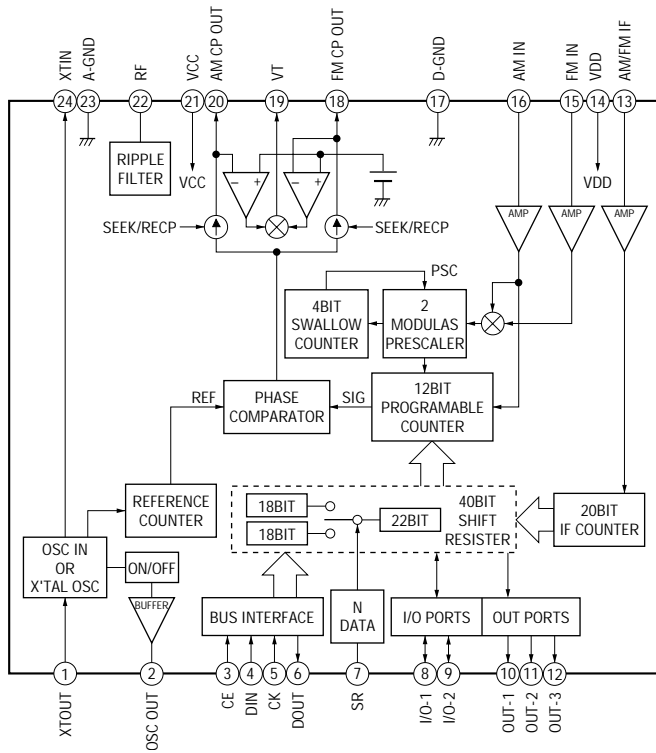 XTIN
A-GND
RF
VCC
AM CP OUT
VT
FM CP OUT
D-GND
AM IN
FM IN
VDD
AM/FM IF
24
23
22
21
20
19
18
17
16
15
14
13
RIPPLE
FILTER
VCC
VDD
− +
− +
AMP
AMP
AMP
SEEK/RECP
SEEK/RECP
PSC
4BIT
SWALLOW
COUNTER
2
MODULAS
PRESCALER
REF
PHASE
COMPARATOR
SIG
12BIT
PROGRAMABLE
COUNTER
REFERENCE
COUNTER
18BIT
18BIT
22BIT
40BIT
SHIFT
RESISTER
20BIT
IF COUNTER
OSC IN
OR
X'TAL OSC
ON/OFF
BUFFER
BUS INTERFACE
N
DATA
I/O PORTS
OUT PORTS
1
2
3
4
5
6
7
8
9
10
11
12
XTOUT
OSC OUT
CE
DIN
CK
DOUT
SR
I/O-1
I/O-2
OUT-1
OUT-2
OUT-3